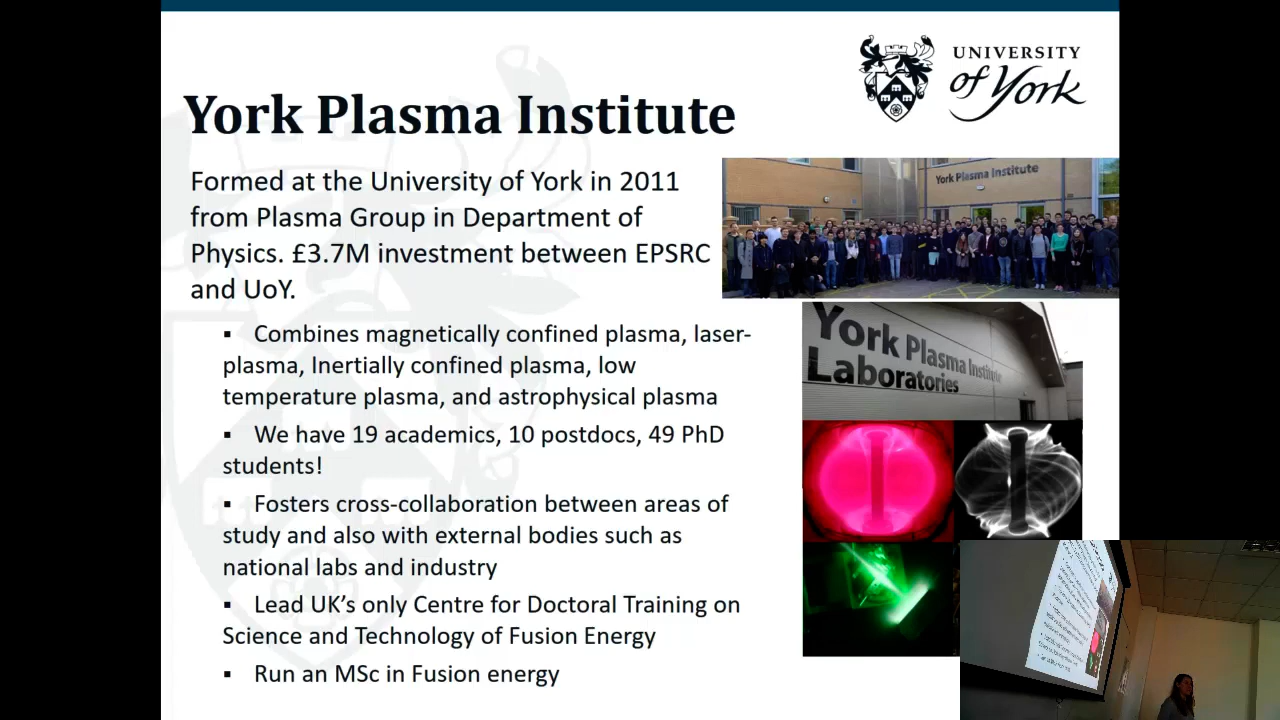 UNIVERSITY
of York
York Plasma Institute
Formed at the University of York in 2011
from Plasma Group in Department of
Physics. £3.7M investment between EPSRC
and UoY.
▪ Combines magnetically confined plasma, laser-
plasma, Inertially confined plasma, low
temperature plasma, and astrophysical plasma
▪ We have 19 academics, 10 postdocs, 49 PhD
students!
▪ Fosters cross-collaboration between areas of
study and also with external bodies such as
national labs and industry
▪ Lead UK’s only Centre for Doctoral Training on
Science and Technology of Fusion Energy
▪ Run an MSc in Fusion energy
York Plasma Institute
York Plasma Institute
Laboratories